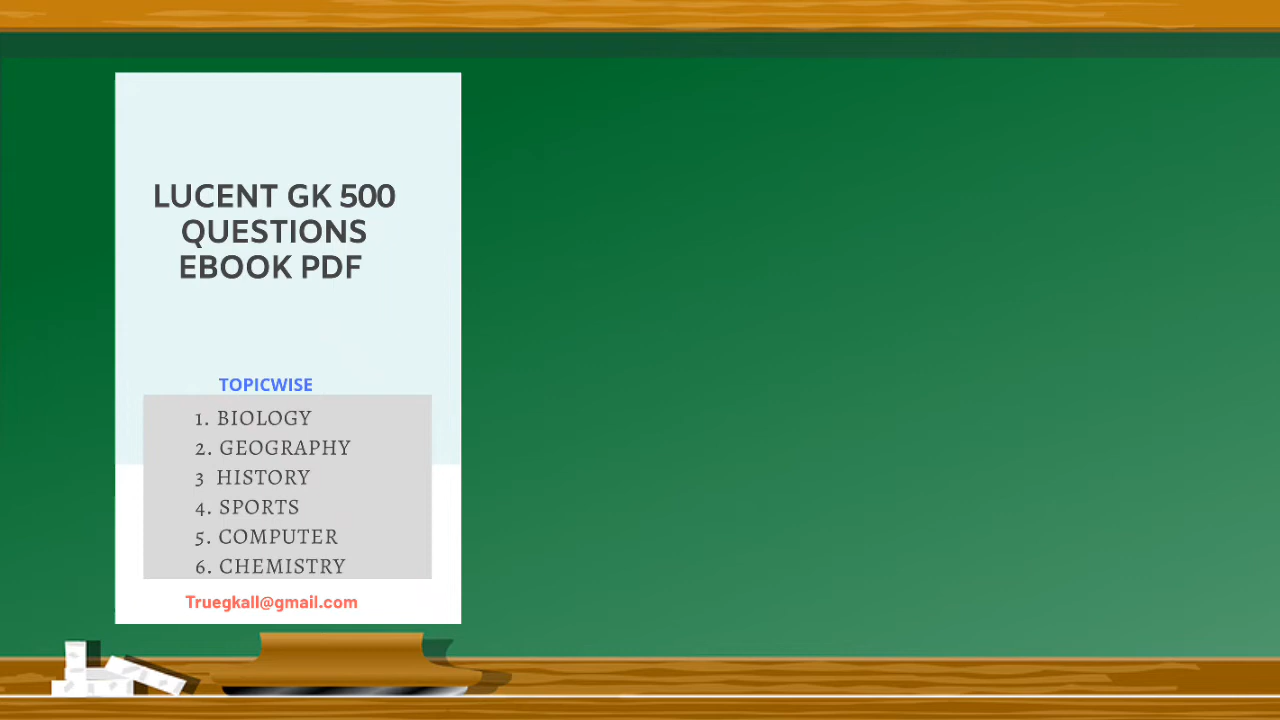 LUCENT GK 500
QUESTIONS
EBOOK PDF
TOPICWISE
1. BIOLOGY
2. GEOGRAPHY
3 HISTORY
4. SPORTS
5. COMPUTER
6. CHEMISTRY
Truegkall@gmail.com